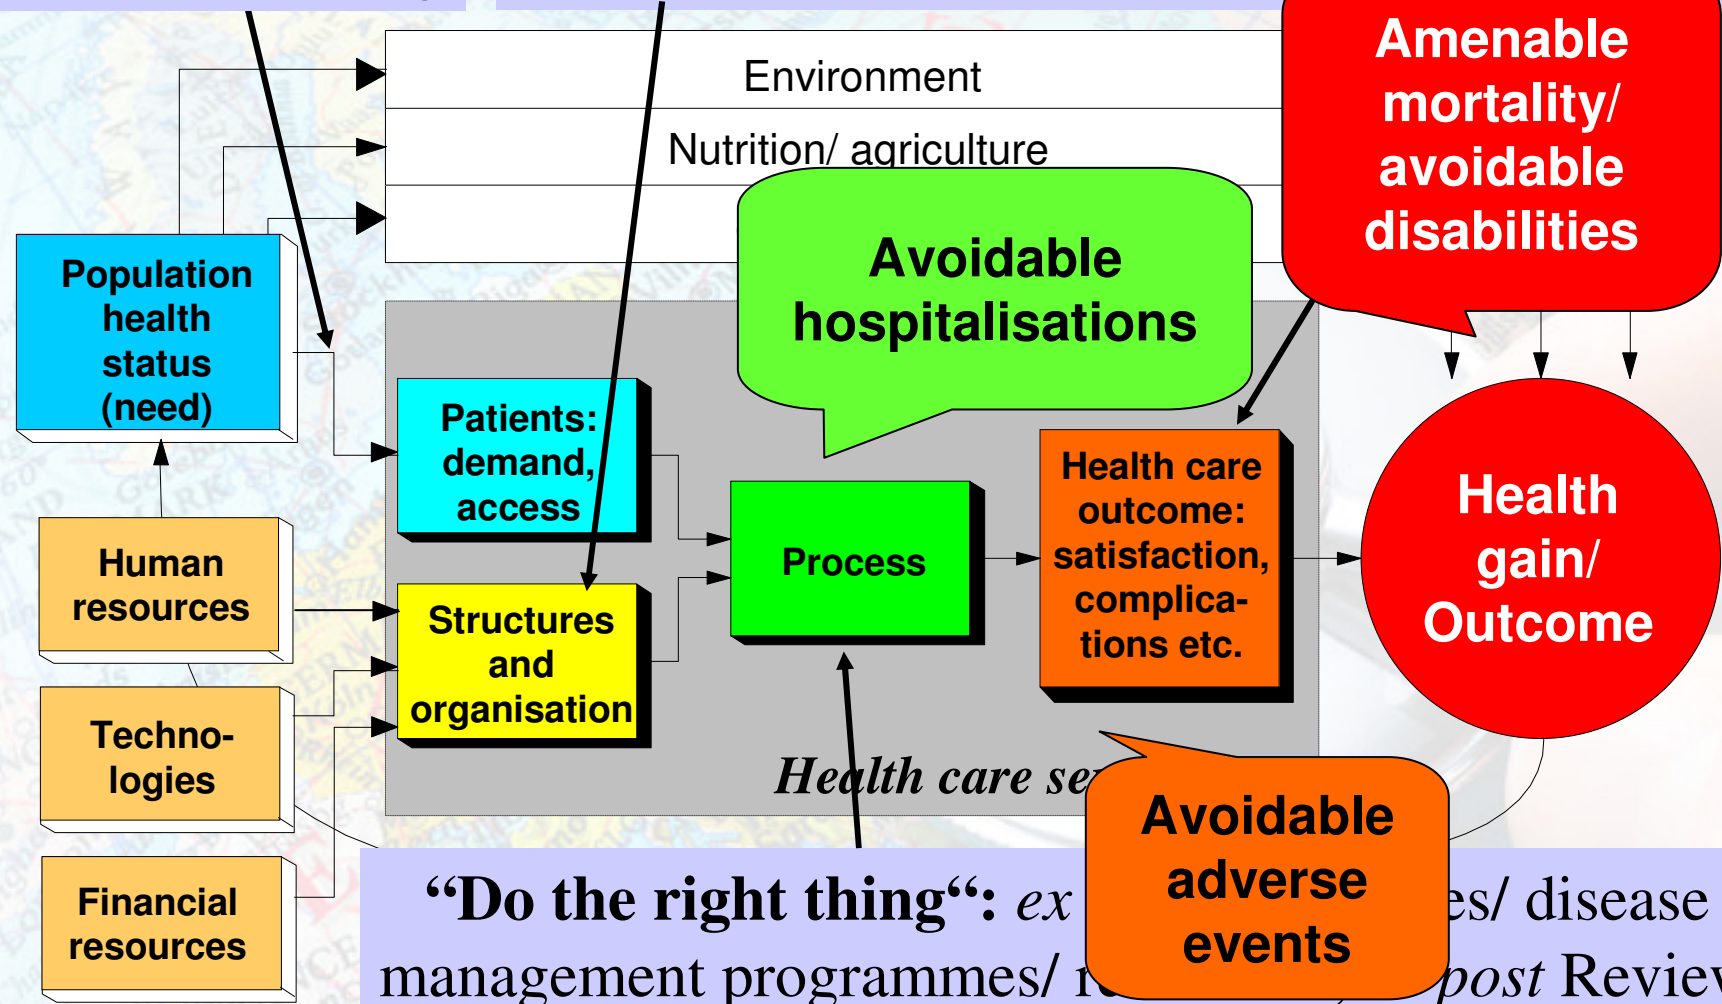 Environment
Nutrition/ agriculture
Amenable
mortality/
avoidable
disabilities
Avoidable
hospitalisations
Population
health
status
(need)
Patients:
demand,
access
Human
resources
Structures
and
organisation
Process
Health care
outcome:
satisfaction,
complica-
tions etc.
Health
gain/
Outcome
Techno-
logies
Health care
Avoidable
adverse
events
Financial
resources
“Do the right thing“: ex es/ disease
management programmes/ post Review